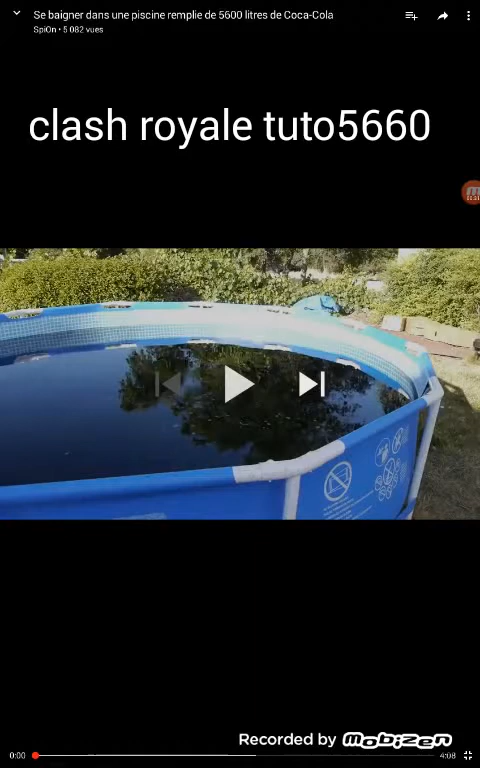 Se baigner dans une piscine remplie de 5600 litres de Coca-Cola
SpiOn • 5 082 vues
clash royale tuto5660
Recorded by Mobizen
0:00
4:08